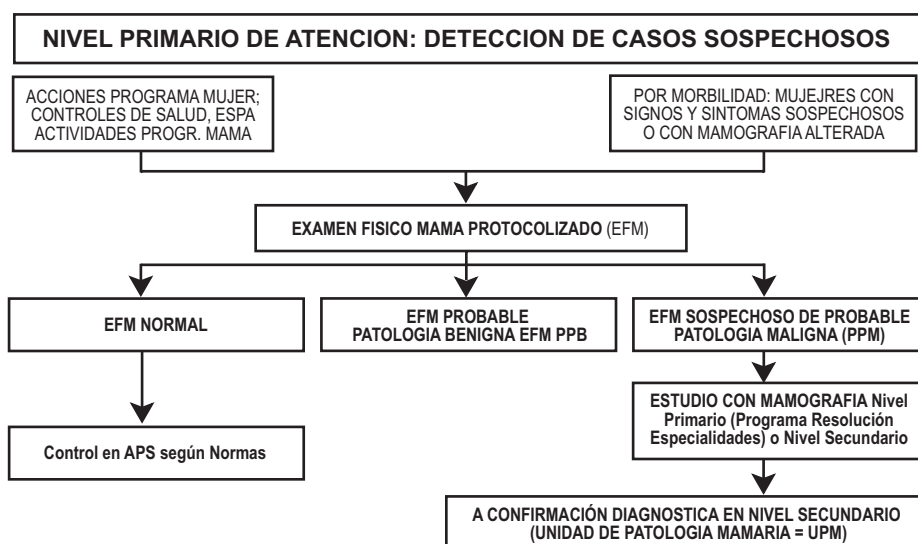 NIVEL PRIMARIO DE ATENCION: DETECCION DE CASOS SOSPECHOSOS
ACCIONES PROGRAMA MUJER;
CONTROLES DE SALUD, ESPA
ACTIVIDADES PROGR. MAMA
POR MORBILIDAD: MUJEJRES CON
SIGNOS Y SINTOMAS SOSPECHOSOS
O CON MAMOGRAFIA ALTERADA
EXAMEN FISICO MAMA PROTOCOLIZADO (EFM)
EFM NORMAL
EFM PROBABLE
PATOLOGIA BENIGNA EFM PPB
EFM SOSPECHOSO DE PROBABLE
PATOLOGIA MALIGNA (PPM)
Control en APS según Normas
ESTUDIO CON MAMOGRAFIA Nivel
Primario (Programa Resolución
Especialidades) o Nivel Secundario
A CONFIRMACIÓN DIAGNOSTICA EN NIVEL SECUNDARIO
(UNIDAD DE PATOLOGIA MAMARIA = UPM)